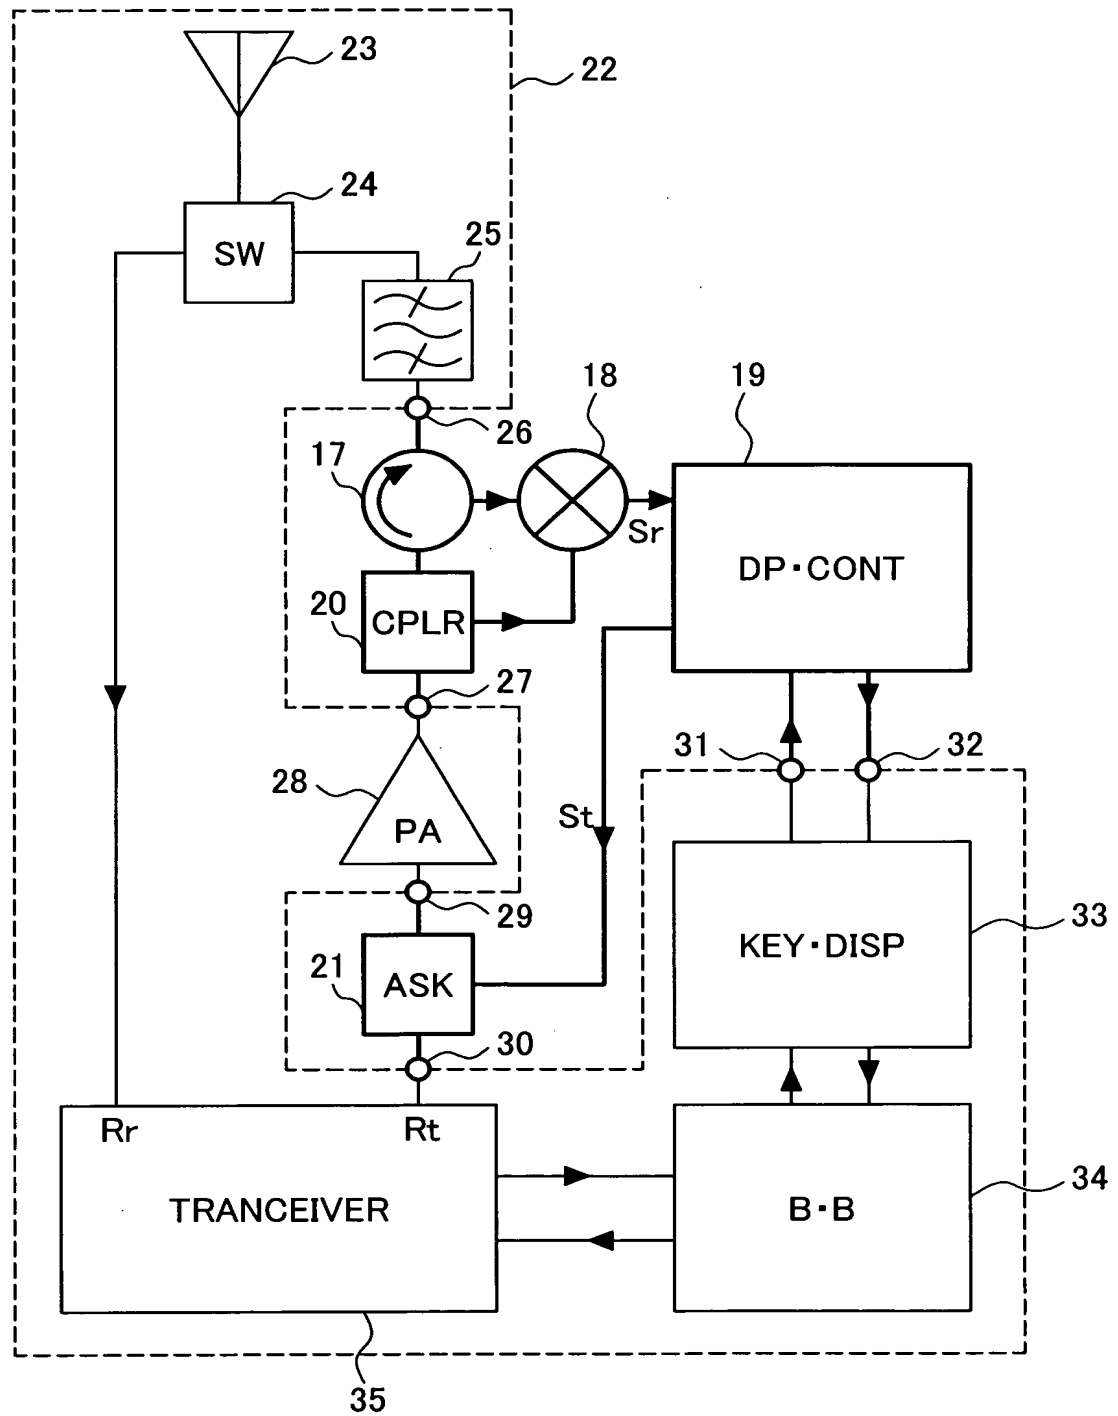 23
22
24
SW
25
18
19
26
17
Sr
DP・CONT
20
CPLR
27
31
32
28
St
PA
29
33
KEY・DISP
21
ASK
30
Rr
Rt
34
TRANCEIVER
B・B
35